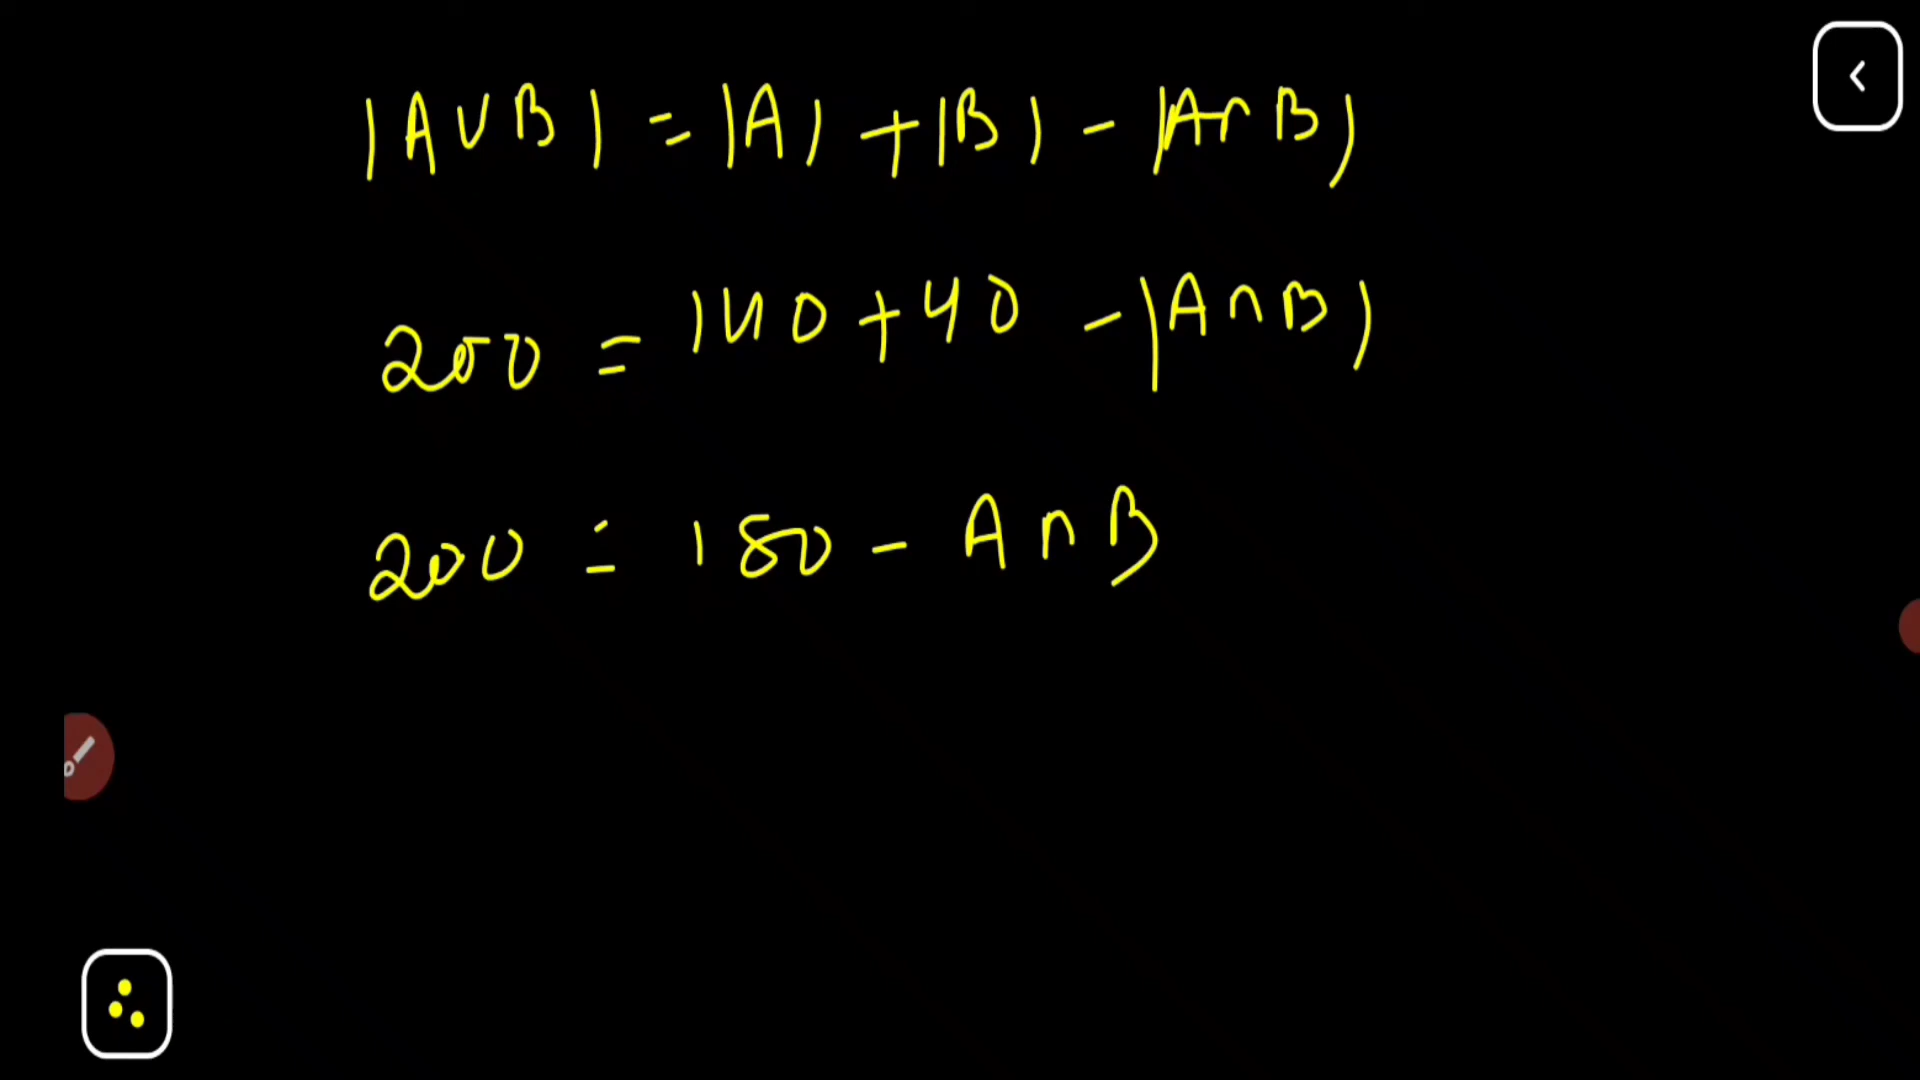 |A∪B| = |A| + |B| - |A∩B|
200 = 140 + 40 - |A∩B|
200 = 180 - A∩B